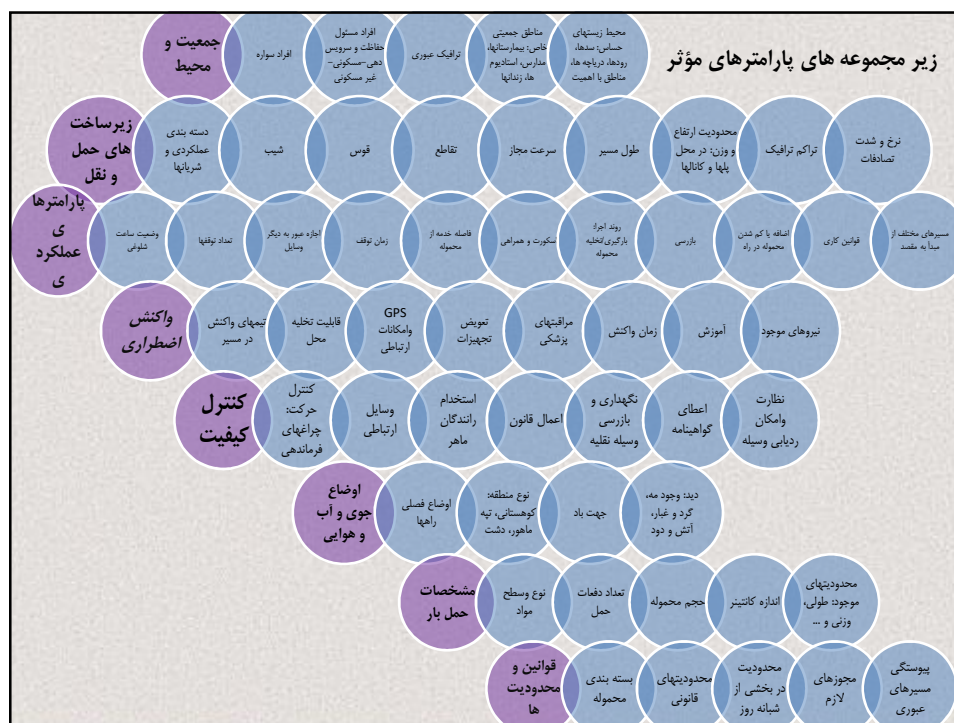 زیر مجموعه های پارامترهای مؤثر
جمعیت و
محیط
افراد سواره
افراد مسئول
حفاظت و سرویس
دهی-مسکونی-
غیر مسکونی
ترافیک عبوری
مناطق جمعیتی
خاص: بیمارستانها،
مدارس، استادیوم
ها، زندانها
محیط زیستهای
حساس: سدها،
رودها، دریاچه ها،
مناطق با اهمیت
زیرساخت
های حمل
و نقل
دسته بندی
عملکردی و
شریانها
شیب
قوس
تقاطع
سرعت مجاز
طول مسیر
محدودیت ارتفاع
و وزن: در محل
پلها و کانالها
تراکم ترافیک
نرخ و شدت
تصادفات
پارامترها
ی
عملکرد
ی
وضعیت ساعت
شلوغی
تعداد توقفها
اجازه عبور به دیگر
وسایل
زمان توقف
فاصله خدمه از
محموله
سکورت و همراهی
روند اجرا:
بارگیری/تخلیه
محموله
بازرسی
اضافه یا کم شدن
محموله در راه
قوانین کاری
مسیرهای مختلف از
مبدأ به مقصد
واکنش
اضطراری
تیمهای واکنش
در مسیر
قابلیت تخلیه
محل
GPS
وامکانات
ارتباطی
تعویض
تجهیزات
مراقبتهای
پزشکی
زمان واکنش
آموزش
نیروهای موجود
کنترل
کیفیت
کنترل
حرکت:
چراغهای
فرماندهی
وسایل
ارتباطی
استخدام
رانندگان
ماهر
اعمال قانون
نگهداری و
بازرسی
وسیله نقلیه
اعطای
گواهینامه
نظارت
وامکان
ردیابی وسیله
اوضاع
جوی و آب
و هوایی
اوضاع فصلی
راهها
نوع منطقه:
کوهستانی، تپه
ماهور، دشت
جهت باد
دید: وجود مه،
گرد و غبار،
آتش و دود
مشخصات
حمل بار
نوع وسطح
مواد
تعداد دفعات
حمل
حجم محموله
اندازه کانتینر
محدودیتهای
موجود: طولی،
وزنی و ...
قوانین و
محدودیت
ها
بسته بندی
محموله
محدودیتهای
قانونی
محدودیت
در بخشی از
شبانه روز
مجوزهای
لازم
پیوستگی
مسیرهای
عبوری